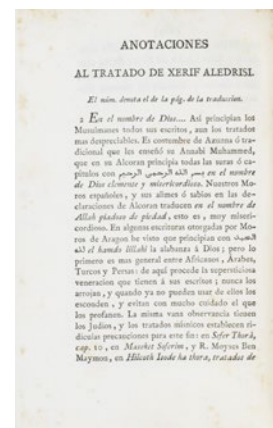 ANOTACIONES
AL TRATADO DE XERIF ALEDRISI.
El núm. denota el de la pág. de la traduccion.
2 En el nombre de Dios.... Asi principian los
Musulmanes todos sus escritos, aun los tratados
mas despreciables. Es costumbre de Azunna ó tra-
dicional que les enseñó su Anabi Muhammed,
que en su Alcoran principia todas las suras ó ca-
pítulos con بسم الله الرحمن الرحيم en el nombre
de Dios clemente y misericordioso. Nuestros Mo-
ros españoles, y sus alimes ó sabios en las de-
claraciones de Alcoran traducen en el nombre de
Allah piadoso de piedad, esto es, muy miseri-
cordioso. En algunas escrituras otorgadas por Mo-
ros de Aragon he visto que principian con الحمد
لله el hamdo lillahi la alabanza á Dios; pero lo
primero es mas general entre Africanos, Arabes,
Turcos y Persas: de aquí procede la supersticiosa
veneracion que tienen á sus escritos; nunca los
arrojan, y quando ya no pueden usar de ellos los
esconden, y evitan con mucho cuidado el que
los profanen. La misma vana observancia tienen
los Judios, y los tratados místicos establecen ri-
diculas precauciones para este fin: en Sefer Thorá,
cap. 10, en Masechet Soferim, y R. Moyses Ben
Maymon, en Hilcoth Iesode ha thora, tratados de